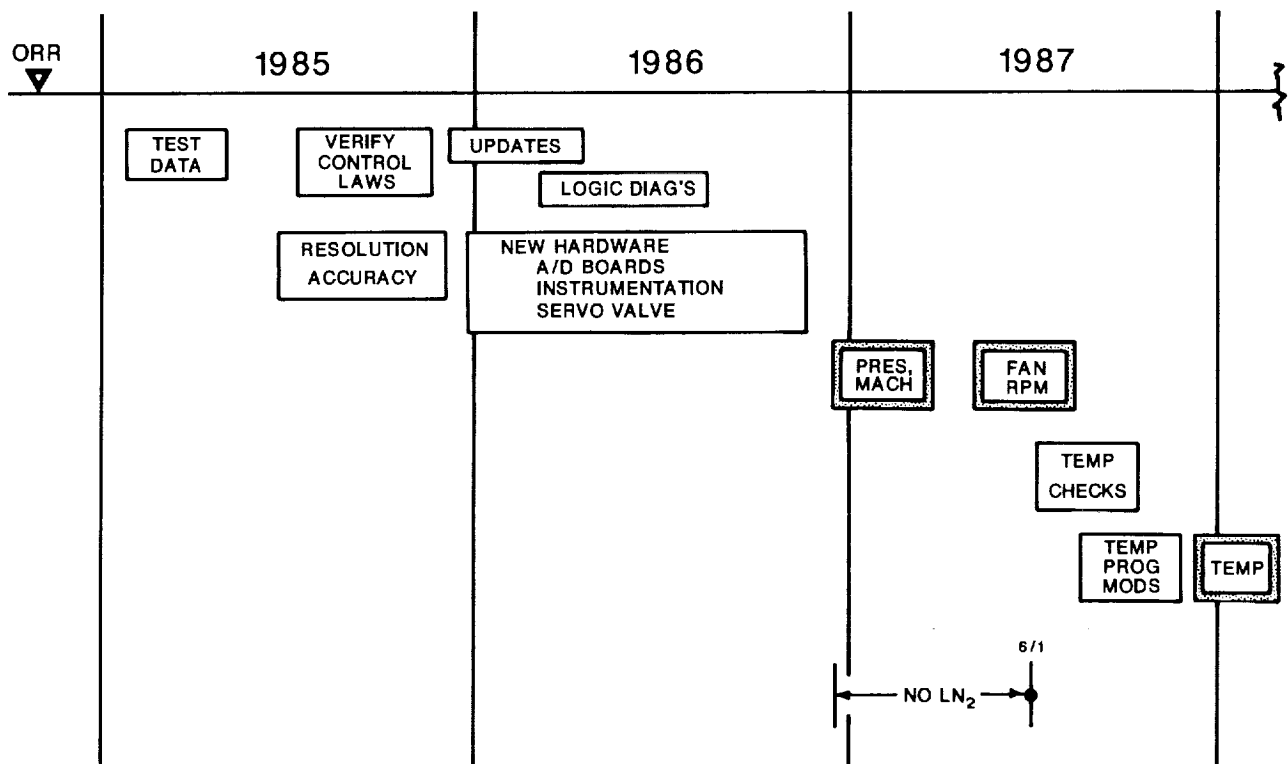 ORR
1985
1986
1987
TEST
DATA
VERIFY
CONTROL
LAWS
UPDATES
LOGIC DIAG'S
RESOLUTION
ACCURACY
NEW HARDWARE
A/D BOARDS
INSTRUMENTATION
SERVO VALVE
PRES,
MACH
FAN
RPM
TEMP
CHECKS
TEMP
PROG
MODS
TEMP
6/1
NO LN₂